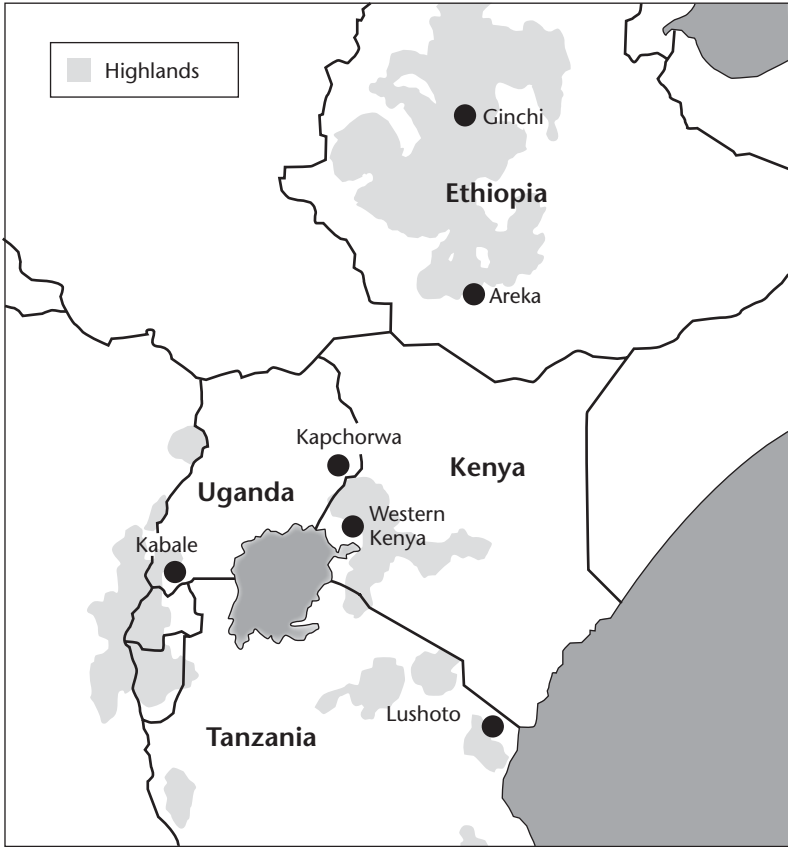 Highlands
Ginchi
Ethiopia
Areka
Kapchorwa
Kenya
Uganda
Western
Kenya
Kabale
Lushoto
Tanzania